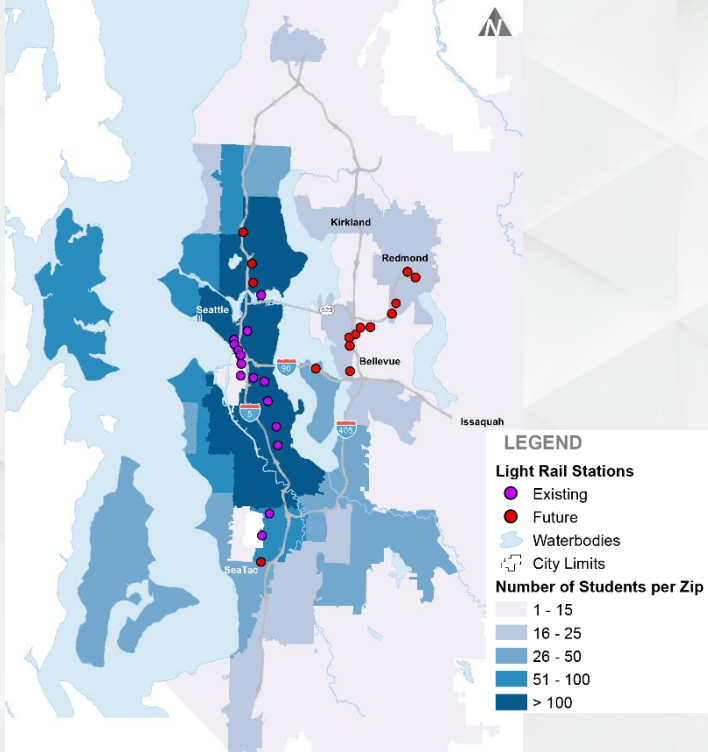 N
Kirkland
Redmond
Seattle
520
Bellevue
90
Issaquah
5
405
SeaTac
LEGEND
Light Rail Stations
Existing
Future
Waterbodies
City Limits
Number of Students per Zip
1 - 15
16 - 25
26 - 50
51 - 100
> 100